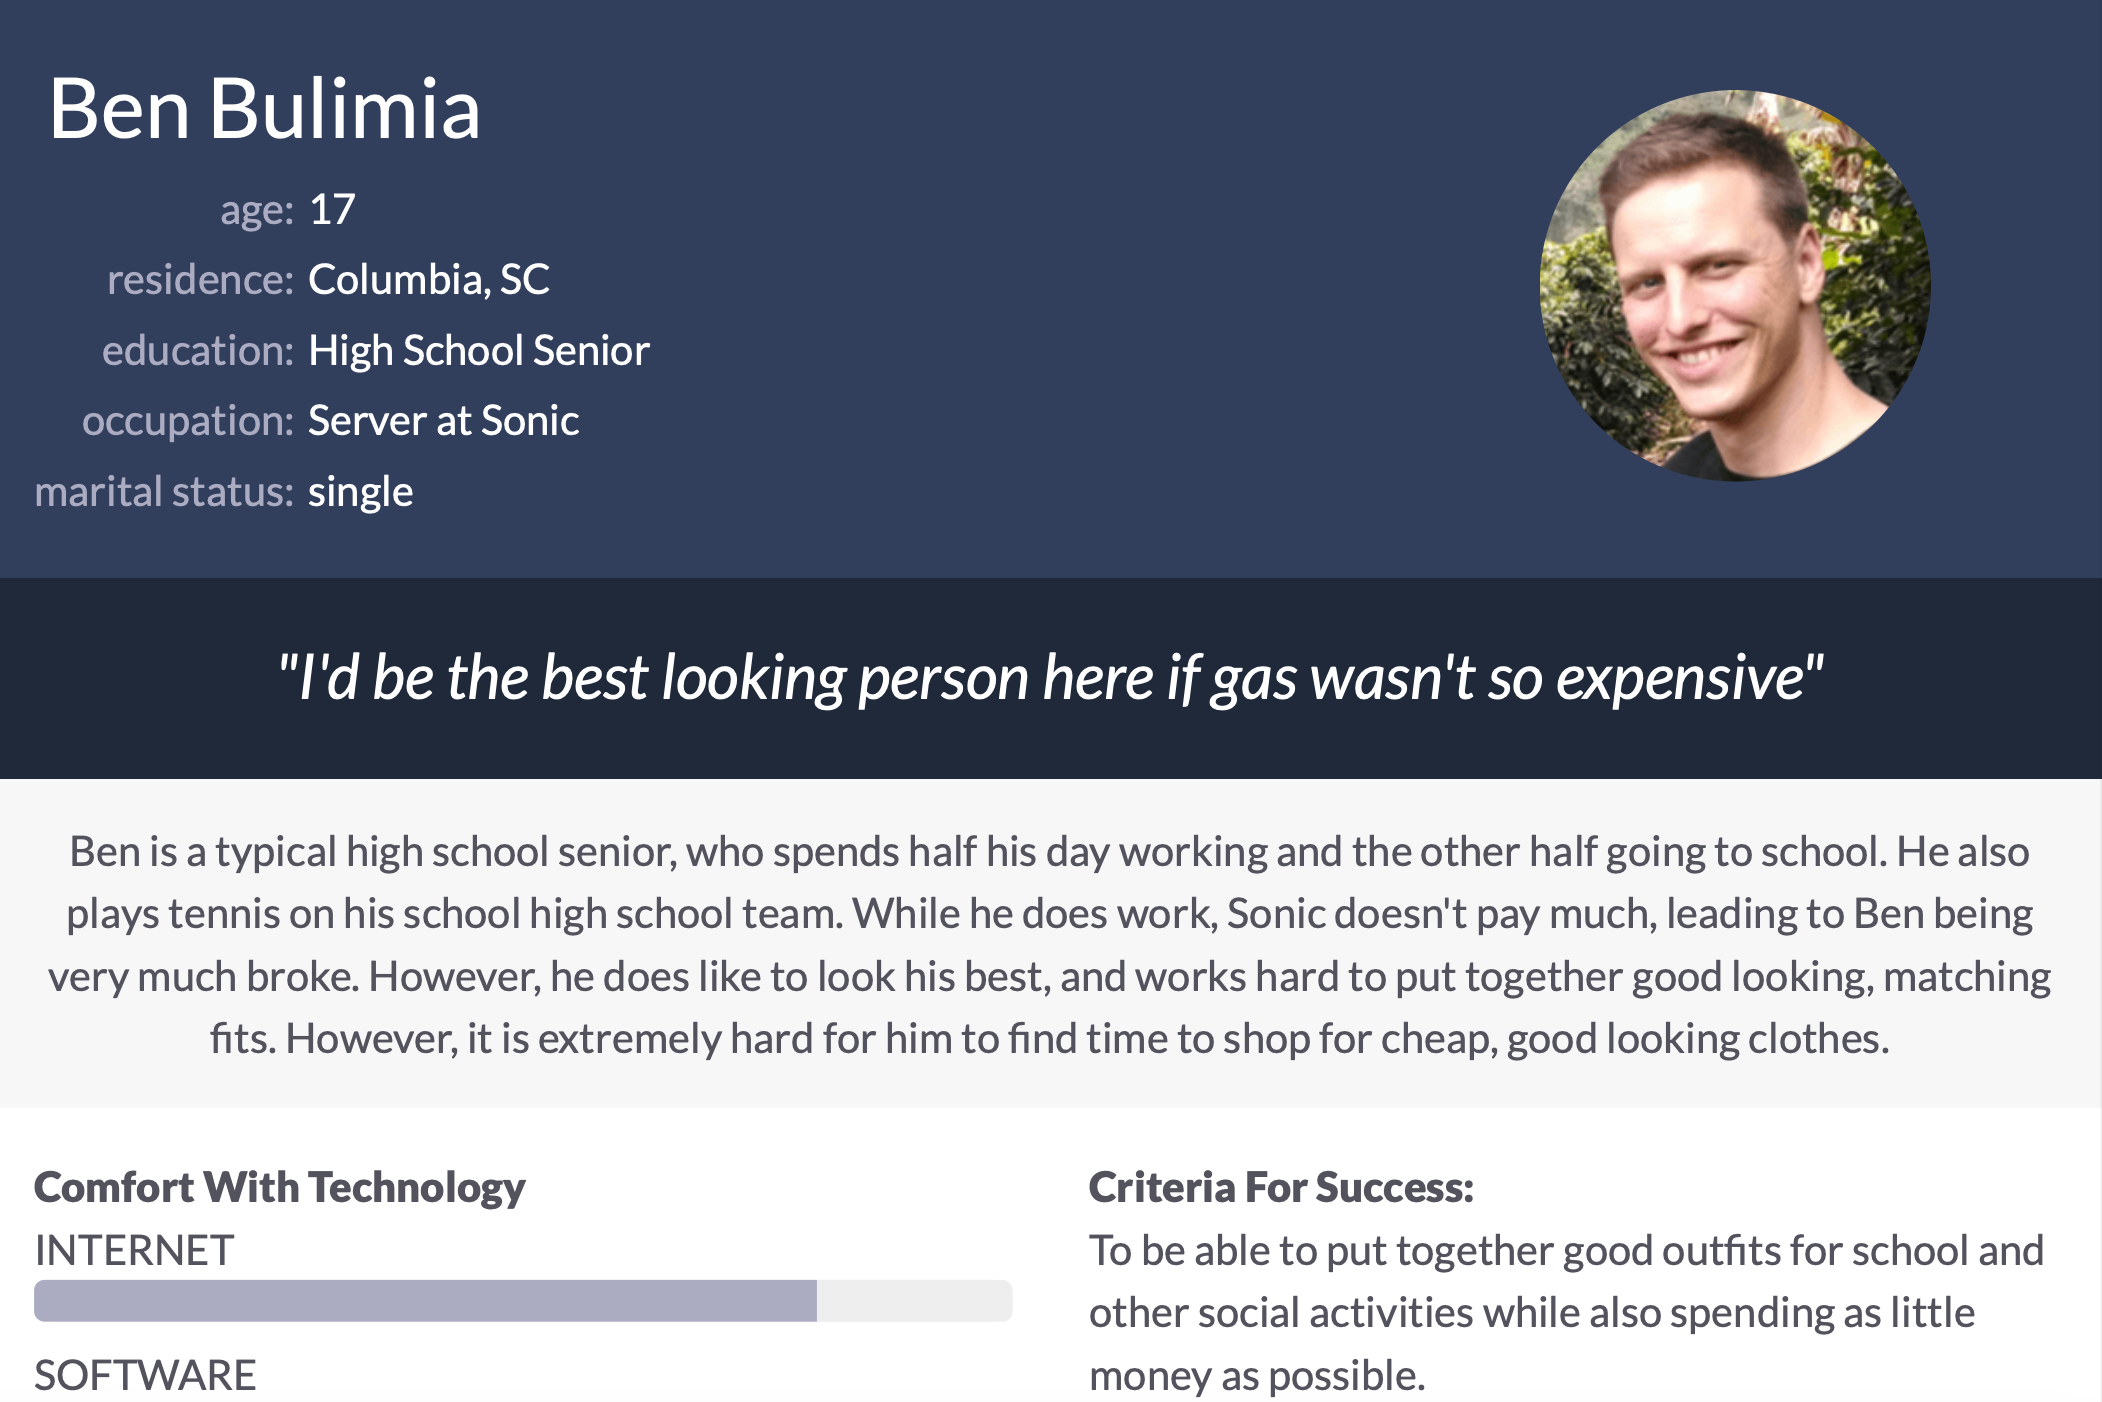 Ben Bulimia
age: 17
residence: Columbia, SC
education: High School Senior
occupation: Server at Sonic
marital status: single
"I'd be the best looking person here if gas wasn't so expensive"
Ben is a typical high school senior, who spends half his day working and the other half going to school. He also
plays tennis on his school high school team. While he does work, Sonic doesn't pay much, leading to Ben being
very much broke. However, he does like to look his best, and works hard to put together good looking, matching
fits. However, it is extremely hard for him to find time to shop for cheap, good looking clothes.
Comfort With Technology
INTERNET
SOFTWARE
Criteria For Success:
To be able to put together good outfits for school and
other social activities while also spending as little
money as possible.